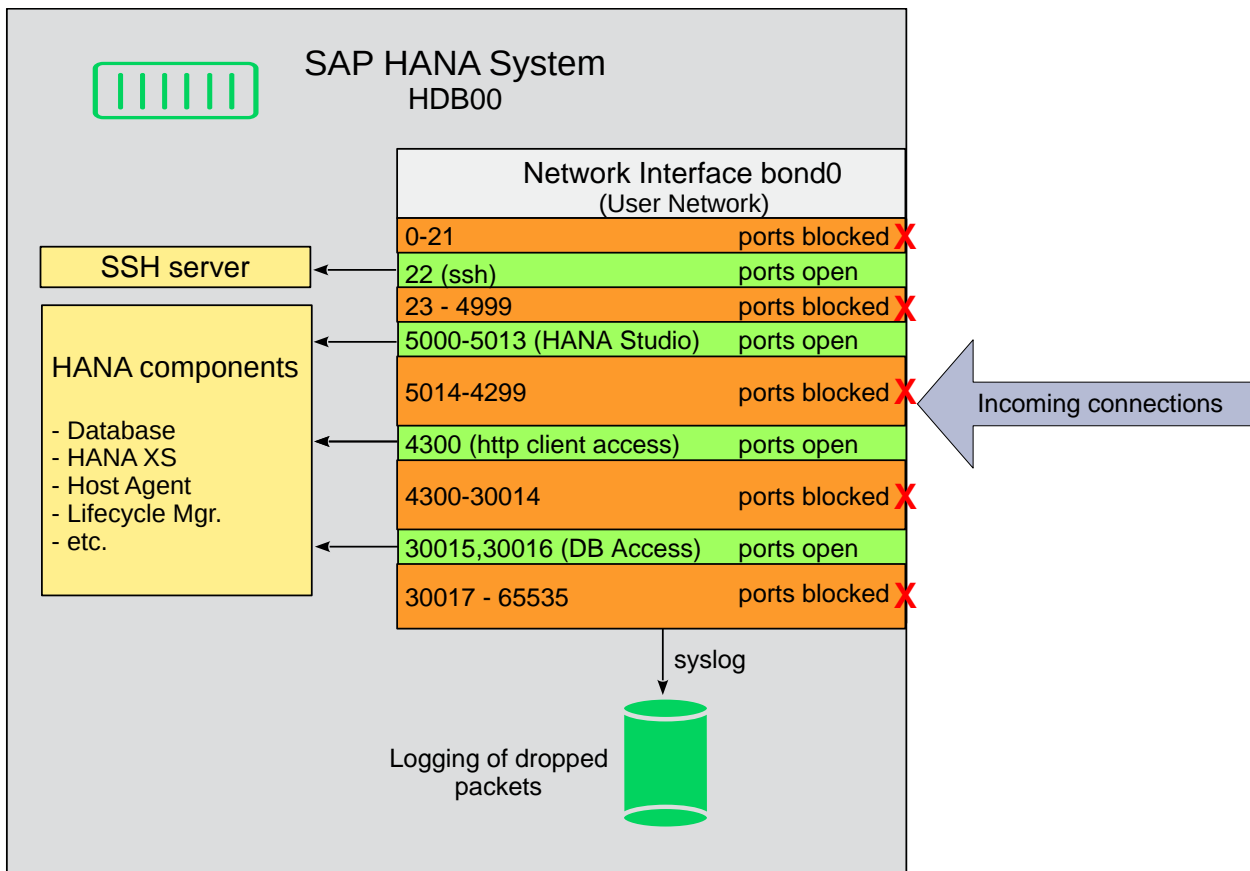 SAP HANA System
HDB00
Network Interface bond0
(User Network)
0-21 ports blocked X
22 (ssh) ports open
23 - 4999 ports blocked X
5000-5013 (HANA Studio) ports open
5014-4299 ports blocked X
4300 (http client access) ports open
4300-30014 ports blocked X
30015,30016 (DB Access) ports open
30017 - 65535 ports blocked X
SSH server
HANA components
- Database
- HANA XS
- Host Agent
- Lifecycle Mgr.
- etc.
Incoming connections
syslog
Logging of dropped
packets